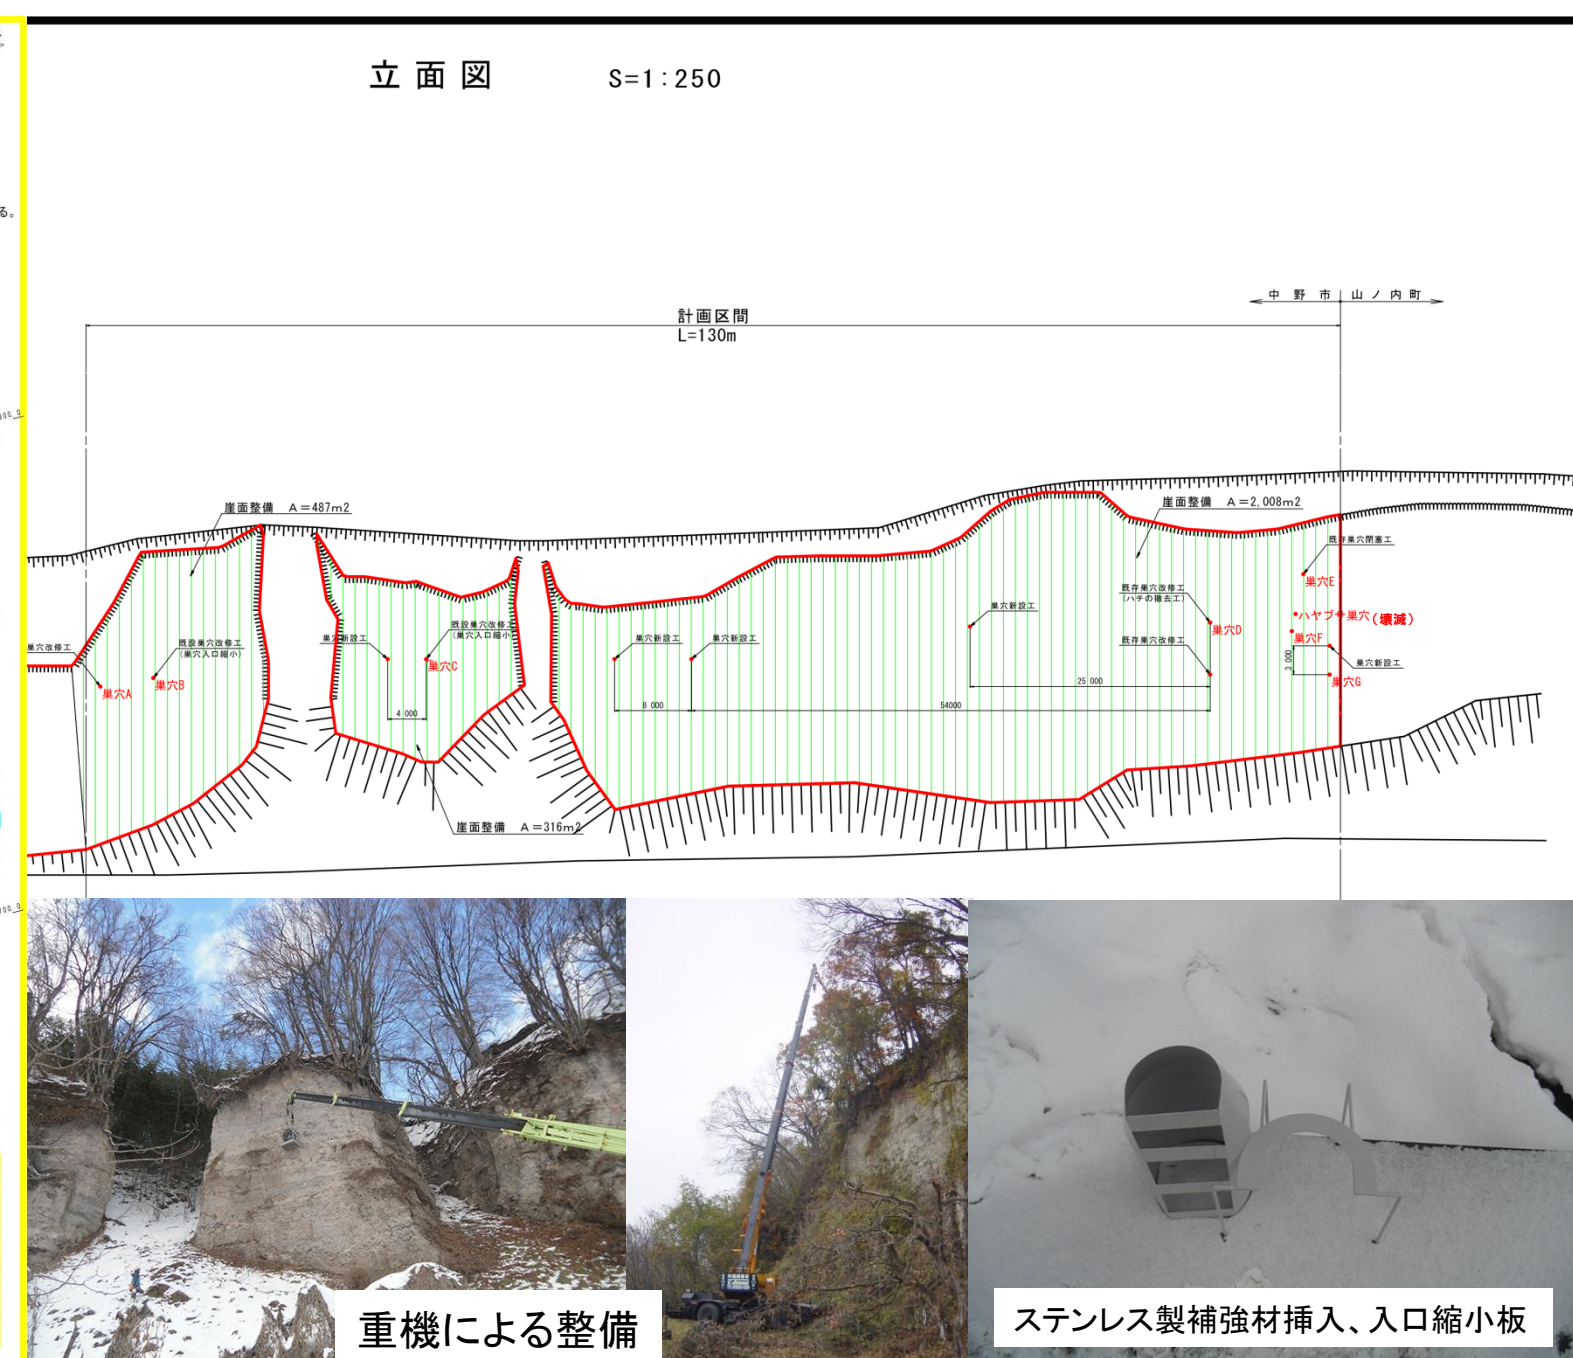 立面図 S=1:250
る。
中野市 山ノ内町
計画区間
L=130m
崖面整備 A=487m2
崖面整備 A=2,008m2
既存巣穴閉塞工
巣穴E
既存巣穴改修工
(ハチの撤去工)
巣穴新設工
ハヤブサ巣穴(壊滅)
巣穴D
巣穴F
巣穴改修工
既設巣穴改修工
(巣穴入口縮小)
巣穴新設工
既設巣穴改修工
(巣穴入口縮小)
巣穴新設工
巣穴新設工
既存巣穴改修工
3 000
巣穴新設工
巣穴A
巣穴B
巣穴C
巣穴G
25 000
4 000
8 000
54000
崖面整備 A=316m2
重機による整備
ステンレス製補強材挿入、入口縮小板